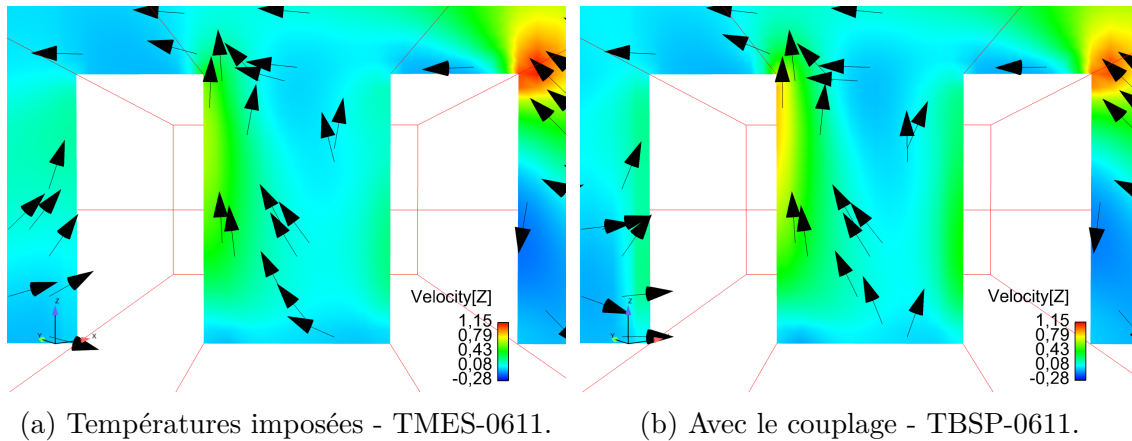 Velocity[Z]
1,15
0,79
0,43
0,08
-0,28
Z
Y
X
(a) Températures imposées - TMES-0611.
Velocity[Z]
1,15
0,79
0,43
0,08
-0,28
Z
Y
(b) Avec le couplage - TBSP-0611.